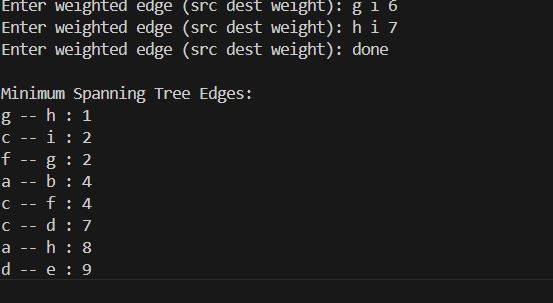 Enter weighted edge (src dest weight): g i 6
Enter weighted edge (src dest weight): h i 7
Enter weighted edge (src dest weight): done
Minimum Spanning Tree Edges:
g -- h : 1
c -- i : 2
f -- g : 2
a -- b : 4
c -- f : 4
c -- d : 7
a -- h : 8
d -- e : 9